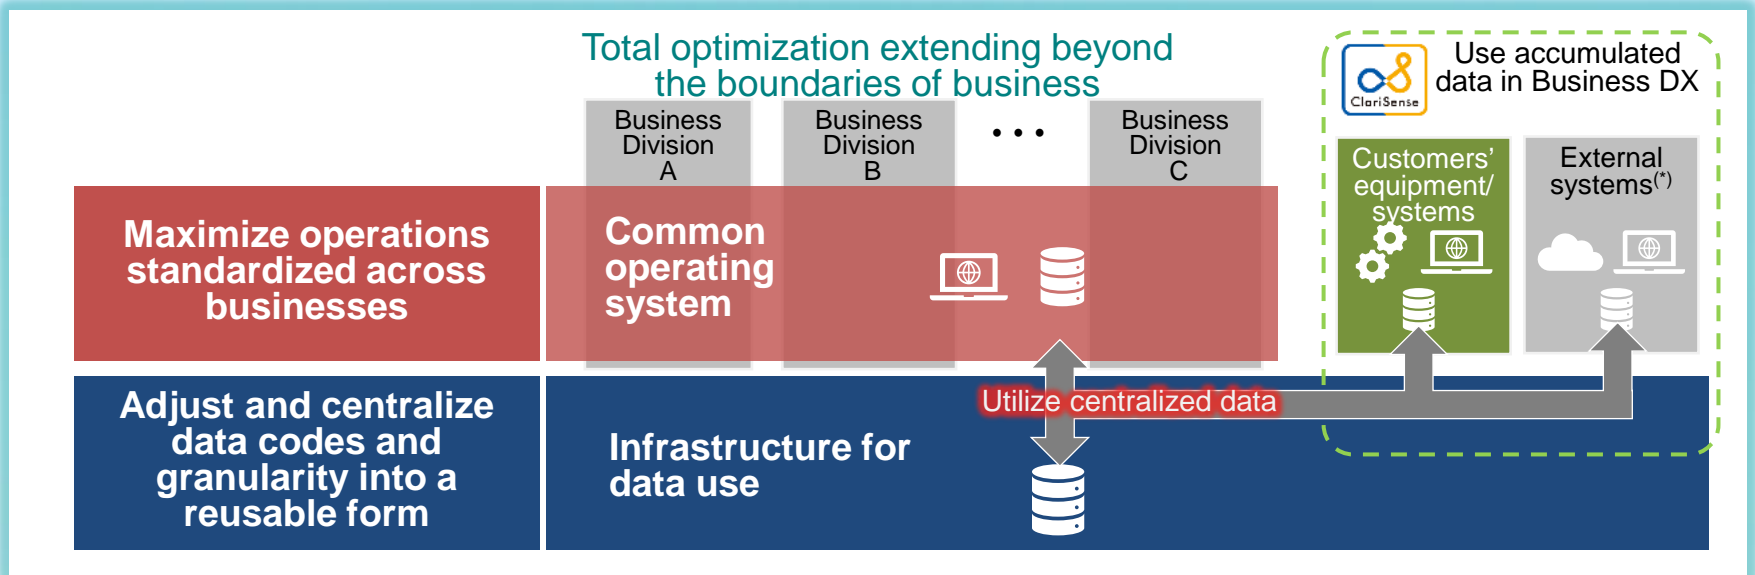 Total optimization extending beyond
the boundaries of business
Business
Division
A
Business
Division
B
• • •
Business
Division
C
ClariSense
Use accumulated
data in Business DX
Customers’
equipment/
systems
External
systems(*)
Maximize operations
standardized across
businesses
Common
operating
system
Utilize centralized data
Adjust and centralize
data codes and
granularity into a
reusable form
Infrastructure for
data use